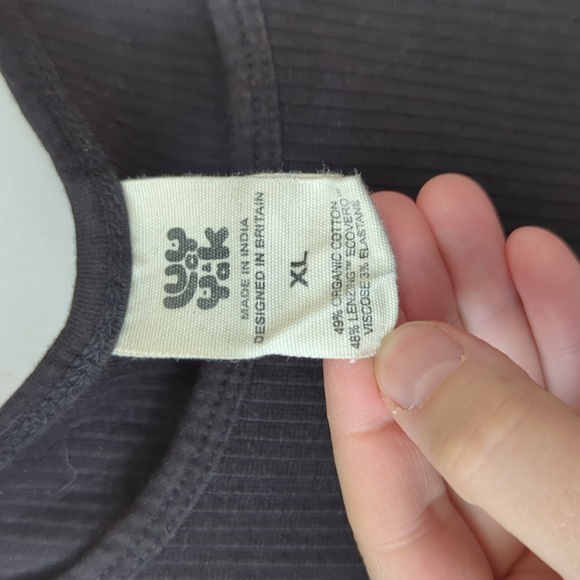 Lucy
&
Yak
MADE IN INDIA
DESIGNED IN BRITAIN
XL
49% ORGANIC COTTON
48% LENZING™ ECOVERO™
VISCOSE 3% ELASTANE